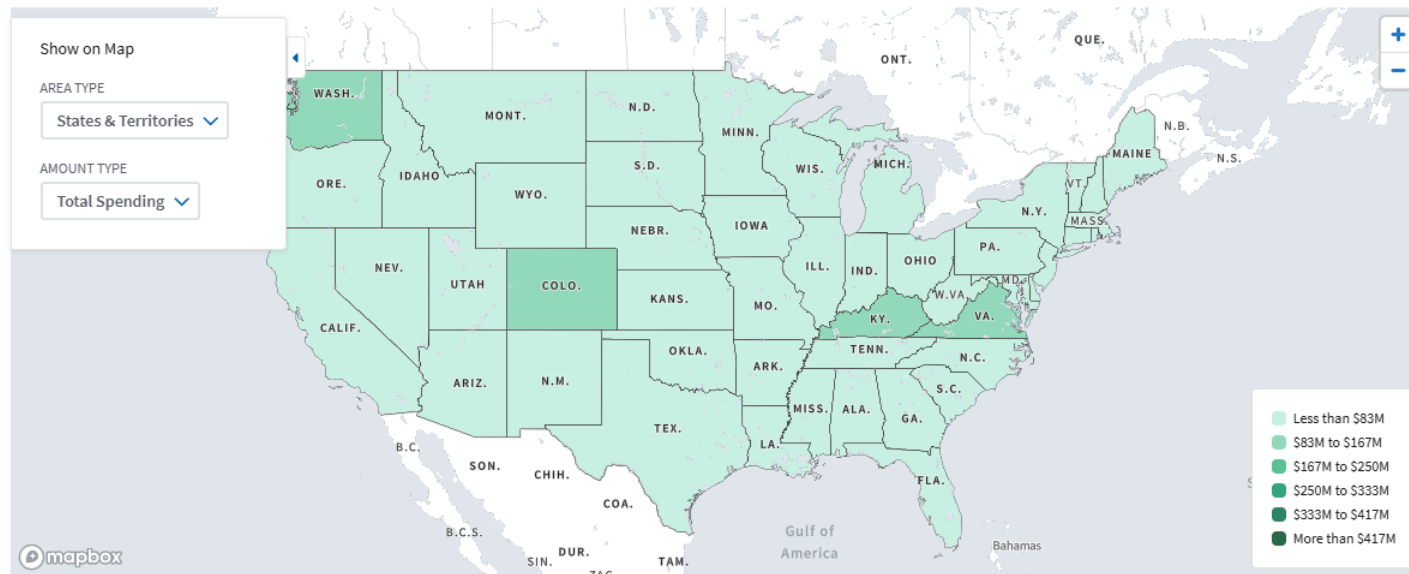 Show on Map
AREA TYPE
States & Territories
AMOUNT TYPE
Total Spending
+
−
QUE.
ONT.
N.B.
N.S.
WASH.
MONT.
N.D.
MINN.
MAINE
ORE.
IDAHO
S.D.
WIS.
MICH.
VT.
WYO.
N.Y.
MASS.
NEBR.
IOWA
PA.
NEV.
UTAH
COLO.
ILL.
IND.
OHIO
MD.
W.VA.
KANS.
MO.
KY.
VA.
CALIF.
TENN.
N.C.
OKLA.
ARK.
ARIZ.
N.M.
S.C.
MISS.
ALA.
GA.
TEX.
LA.
FLA.
B.C.
SON.
CHIH.
COA.
B.C.S.
Gulf of
America
Bahamas
DUR.
SIN.
TAM.
ZAC.
Less than $83M
$83M to $167M
$167M to $250M
$250M to $333M
$333M to $417M
More than $417M
mapbox